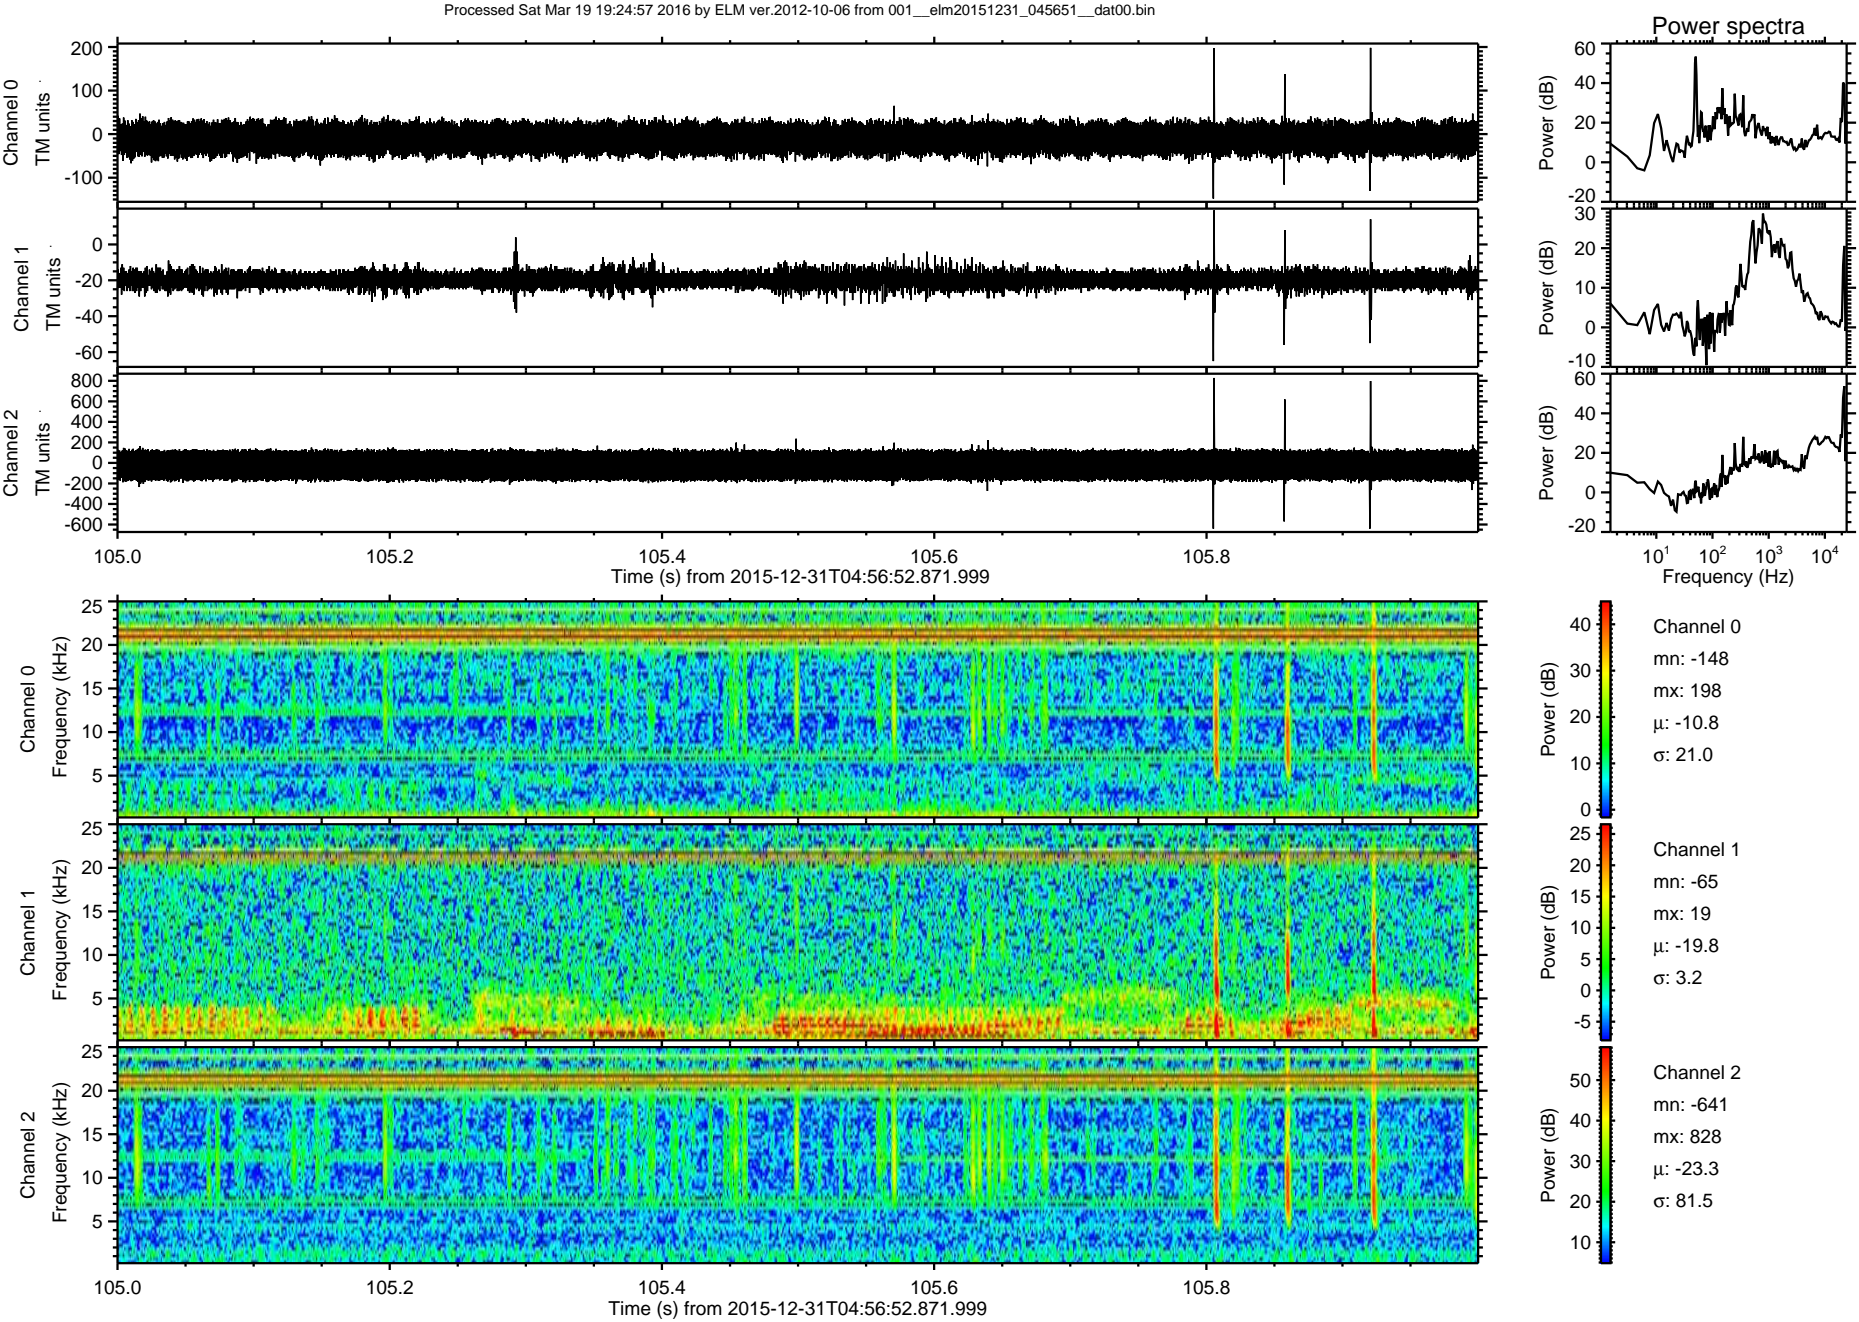 Processed Sat Mar 19 19:24:57 2016 by ELM ver.2012-10-06 from 001__elm20151231_045651__dat00.bin
Power spectra
Channel 0
TM units
200
100
0
-100
Power (dB)
60
40
20
0
-20
Channel 1
TM units
0
-20
-40
-60
Power (dB)
30
20
10
0
-10
Channel 2
TM units
800
600
400
200
0
-200
-400
-600
Power (dB)
60
40
20
0
-20
105.0 105.2 105.4 105.6 105.8
Time (s) from 2015-12-31T04:56:52.871.999
10^1 10^2 10^3 10^4
Frequency (Hz)
Channel 0
Frequency (kHz)
25
20
15
10
5
Power (dB)
40
30
20
10
0
Channel 0
mn: -148
mx: 198
μ: -10.8
σ: 21.0
Channel 1
Frequency (kHz)
25
20
15
10
5
Power (dB)
25
20
15
10
5
0
-5
Channel 1
mn: -65
mx: 19
μ: -19.8
σ: 3.2
Channel 2
Frequency (kHz)
25
20
15
10
5
Power (dB)
50
40
30
20
10
Channel 2
mn: -641
mx: 828
μ: -23.3
σ: 81.5
105.0 105.2 105.4 105.6 105.8
Time (s) from 2015-12-31T04:56:52.871.999